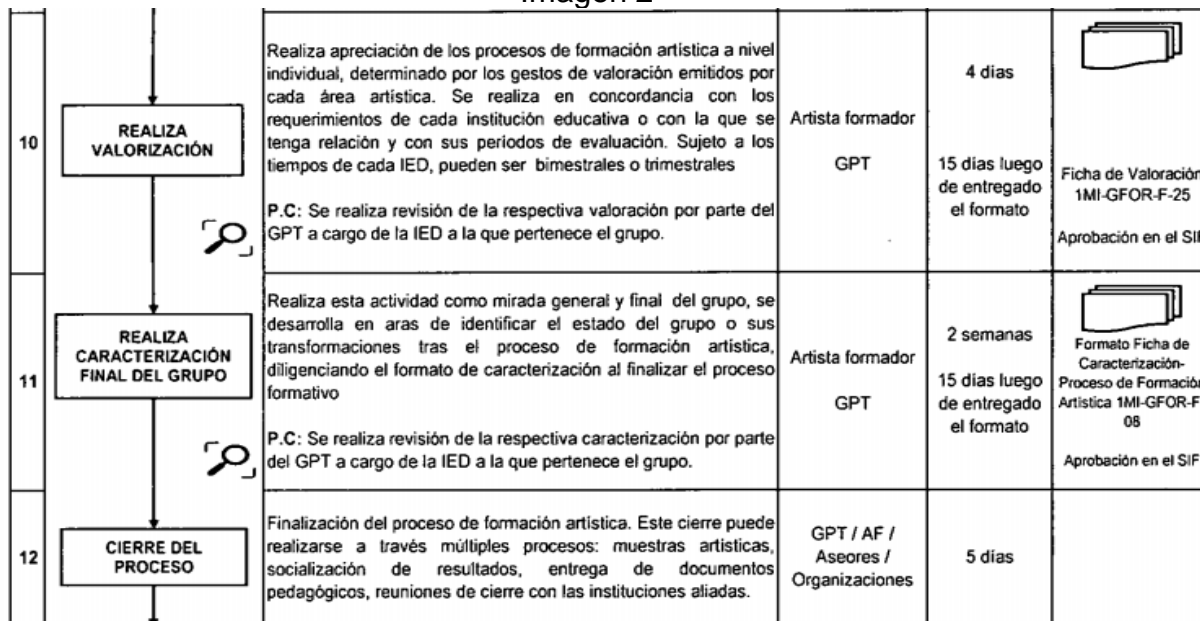 Imagen 2
10
REALIZA
VALORIZACIÓN
Realiza apreciación de los procesos de formación artística a nivel
individual, determinado por los gestos de valoración emitidos por
cada área artística. Se realiza en concordancia con los
requerimientos de cada institución educativa o con la que se
tenga relación y con sus períodos de evaluación. Sujeto a los
tiempos de cada IED, pueden ser bimestrales o trimestrales
P.C: Se realiza revisión de la respectiva valoración por parte del
GPT a cargo de la IED a la que pertenece el grupo.
Artista formador
GPT
4 dias
15 dias luego
de entregado
el formato
Ficha de Valoración
1MI-GFOR-F-25
Aprobación en el SIF
11
REALIZA
CARACTERIZACIÓN
FINAL DEL GRUPO
Realiza esta actividad como mirada general y final del grupo, se
desarrolla en aras de identificar el estado del grupo o sus
transformaciones tras el proceso de formación artística,
diligenciando el formato de caracterización al finalizar el proceso
formativo
P.C: Se realiza revisión de la respectiva caracterización por parte
del GPT a cargo de la IED a la que pertenece el grupo.
Artista formador
GPT
2 semanas
15 dias luego
de entregado
el formato
Formato Ficha de
Caracterización-
Proceso de Formación
Artística 1MI-GFOR-F
08
Aprobación en el SIF
12
CIERRE DEL
PROCESO
Finalización del proceso de formación artística. Este cierre puede
realizarse a través múltiples procesos: muestras artísticas,
socialización de resultados, entrega de documentos
pedagógicos, reuniones de cierre con las instituciones aliadas.
GPT / AF /
Aseores /
Organizaciones
5 dias